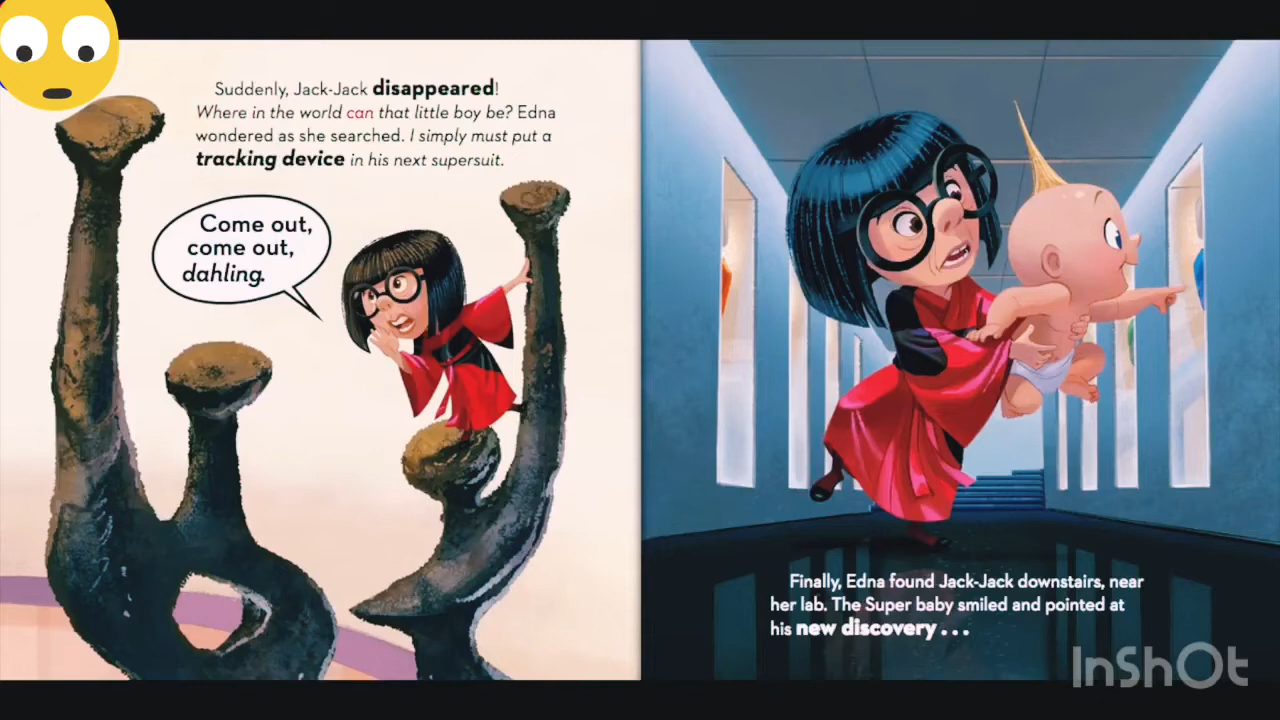 Suddenly, Jack-Jack disappeared!
Where in the world can that little boy be? Edna
wondered as she searched. I simply must put a
tracking device in his next supersuit.
Come out,
come out,
dahling.
Finally, Edna found Jack-Jack downstairs, near
her lab. The Super baby smiled and pointed at
his new discovery . . .
InShOt